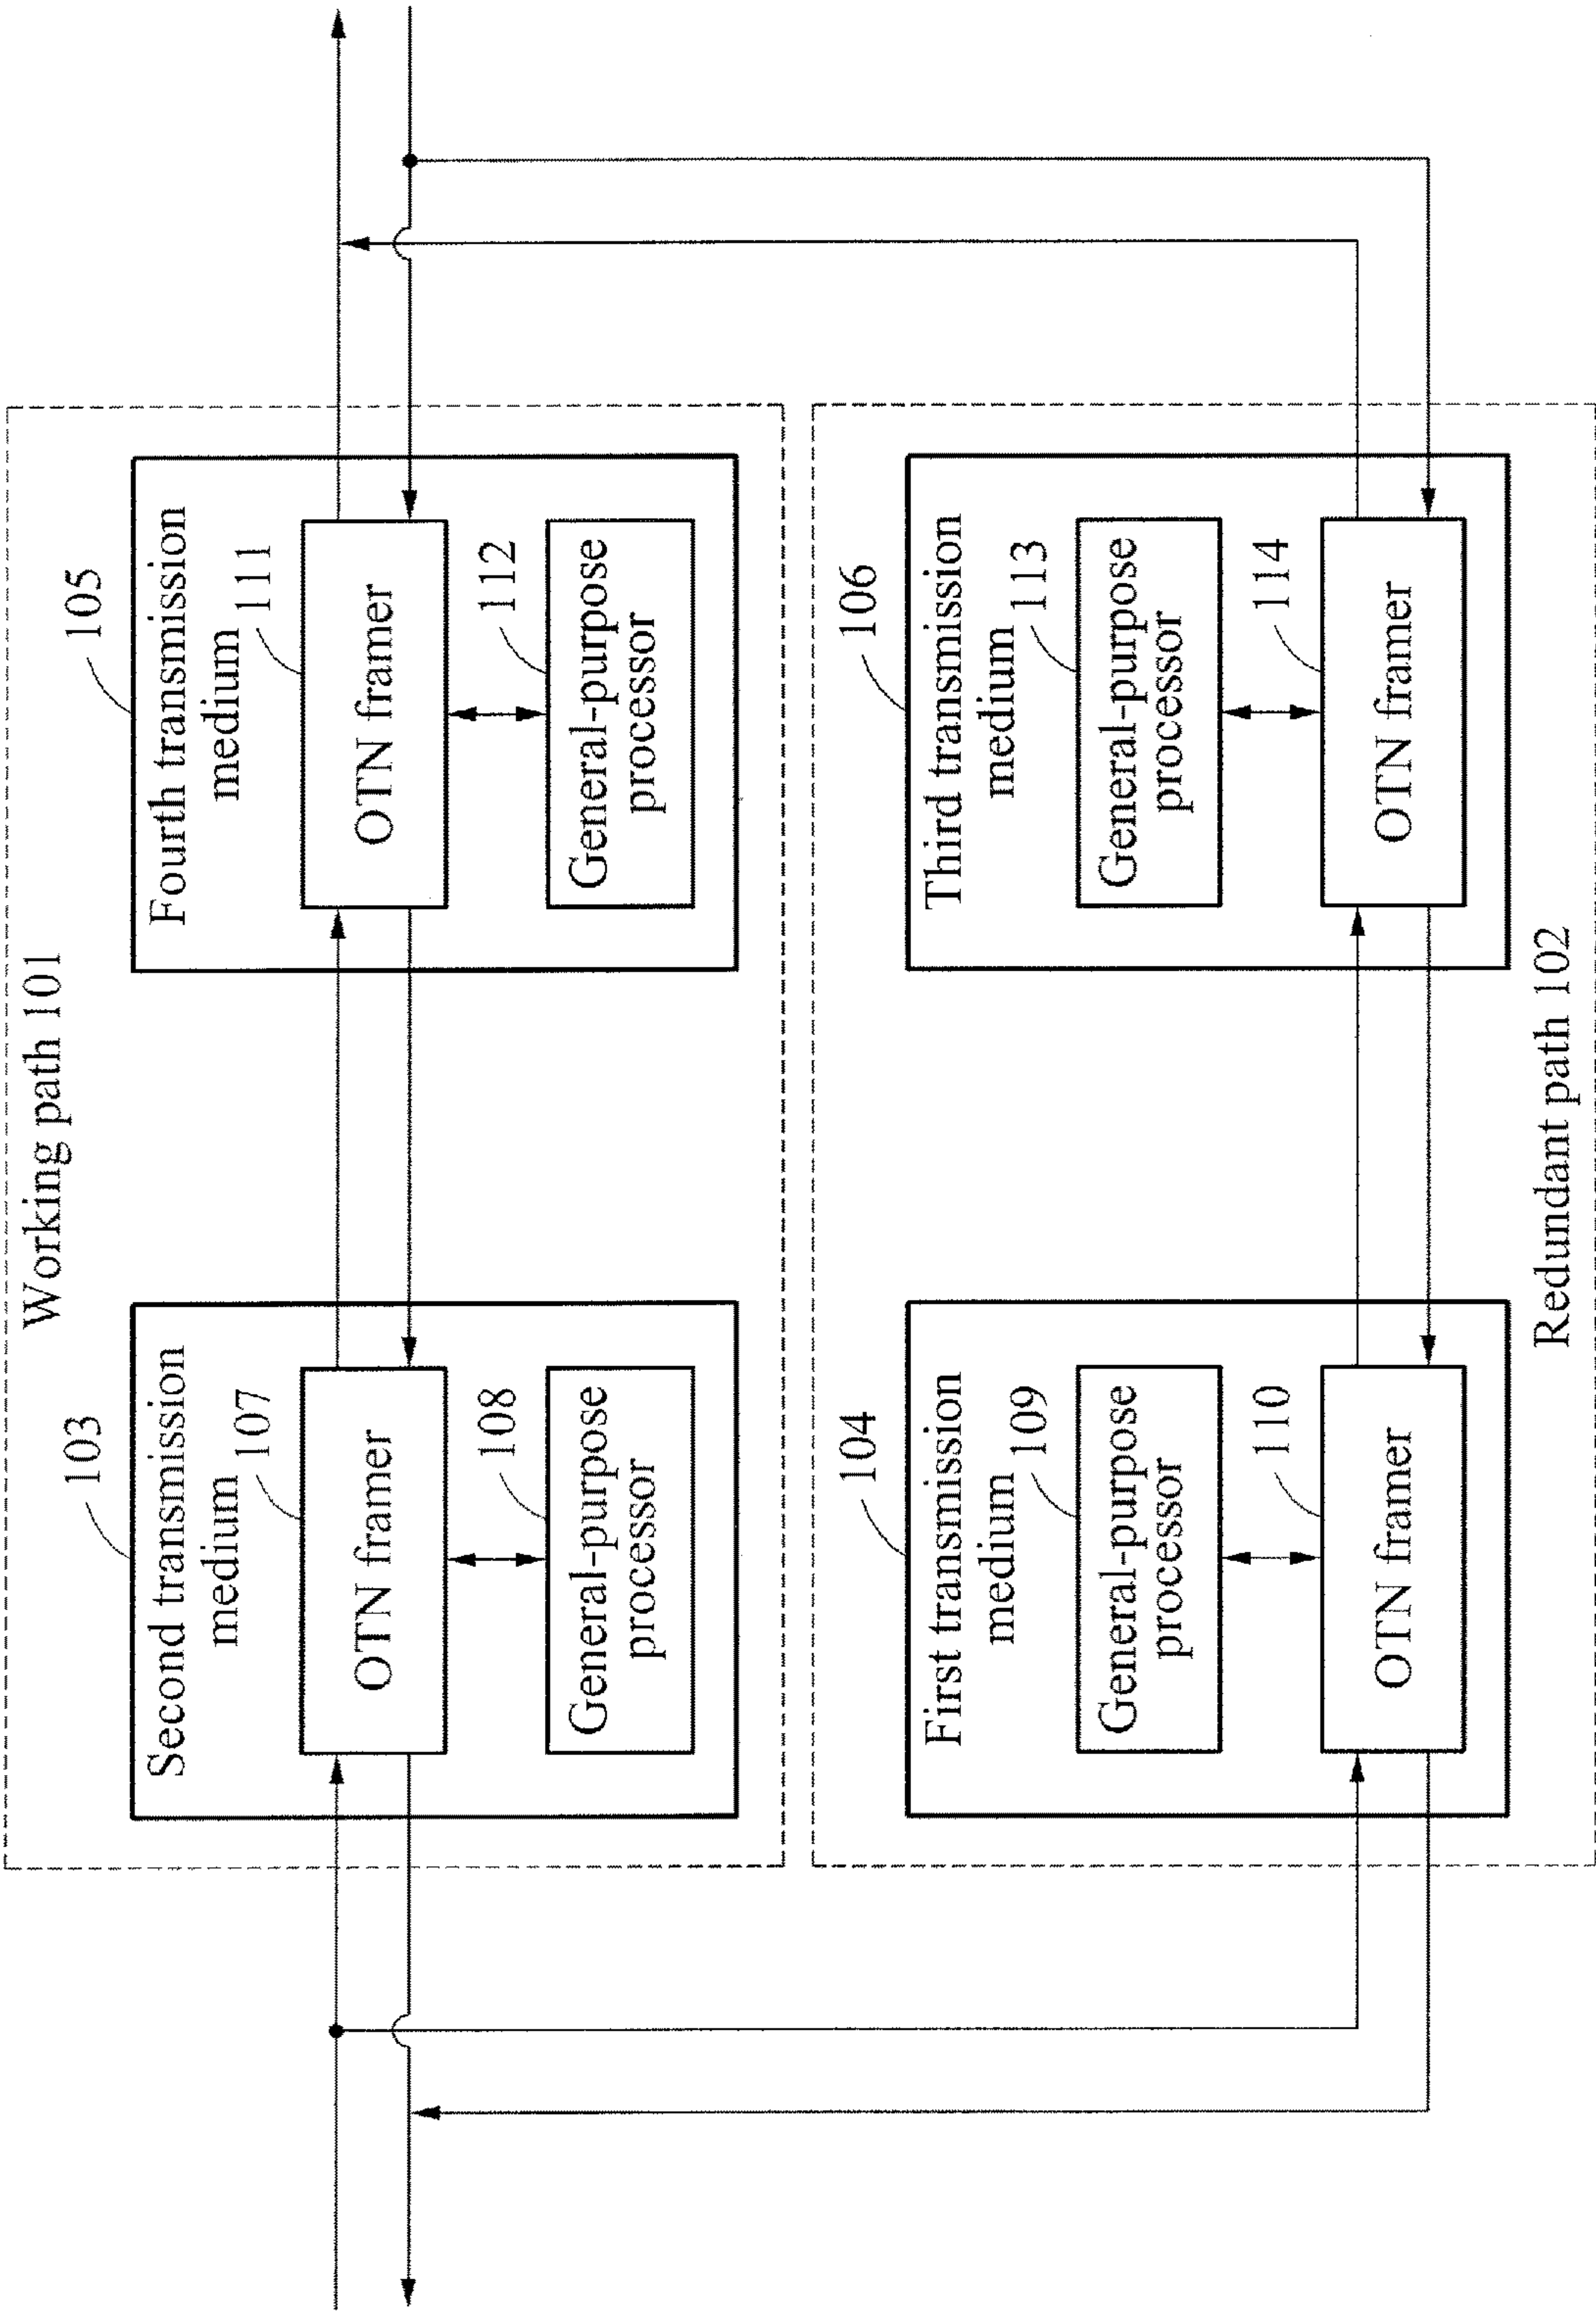 Working path 101
103
Second transmission
medium
107
OTN framer
108
General-purpose
processor
105
Fourth transmission
medium
111
OTN framer
112
General-purpose
processor
104
First transmission
medium
109
General-purpose
processor
110
OTN framer
106
Third transmission
medium
113
General-purpose
processor
114
OTN framer
Redundant path 102